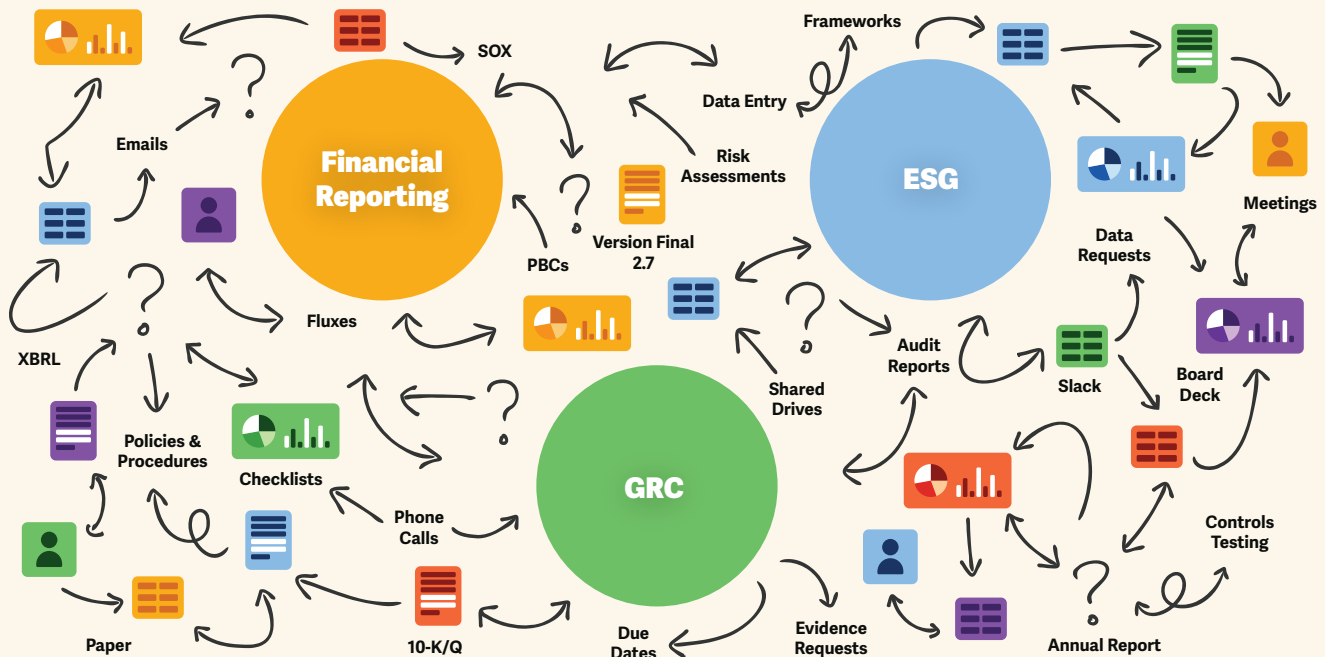 Frameworks
SOX
Data Entry
Emails
Risk
Assessments
Financial
Reporting
ESG
Meetings
Version Final
2.7
Data
Requests
PBCs
Fluxes
XBRL
Audit
Reports
Shared
Drives
Slack
Board
Deck
Policies &
Procedures
Checklists
GRC
Phone
Calls
Controls
Testing
Paper
10-K/Q
Due
Dates
Evidence
Requests
Annual Report